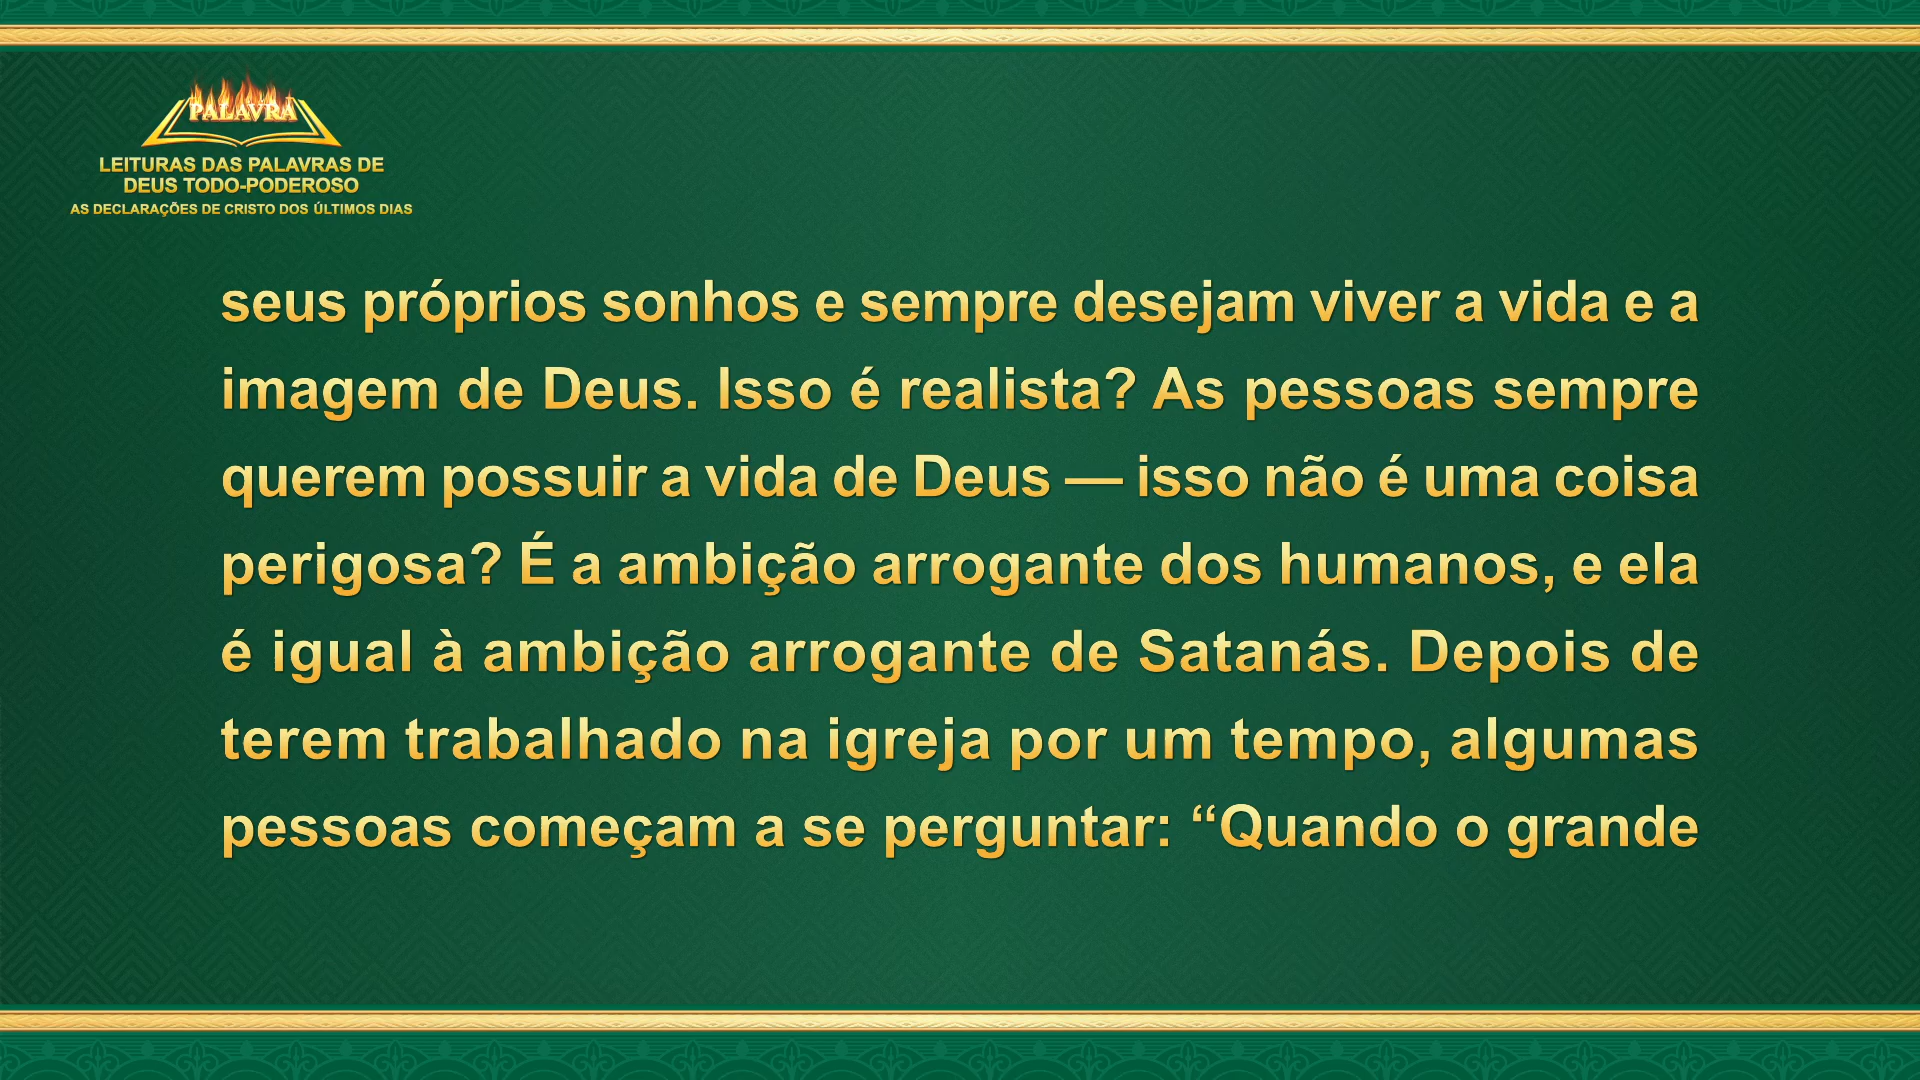 PALAVRA
LEITURAS DAS PALAVRAS DE
DEUS TODO-PODEROSO
AS DECLARAÇÕES DE CRISTO DOS ÚLTIMOS DIAS
seus próprios sonhos e sempre desejam viver a vida e a
imagem de Deus. Isso é realista? As pessoas sempre
querem possuir a vida de Deus — isso não é uma coisa
perigosa? É a ambição arrogante dos humanos, e ela
é igual à ambição arrogante de Satanás. Depois de
terem trabalhado na igreja por um tempo, algumas
pessoas começam a se perguntar: “Quando o grande